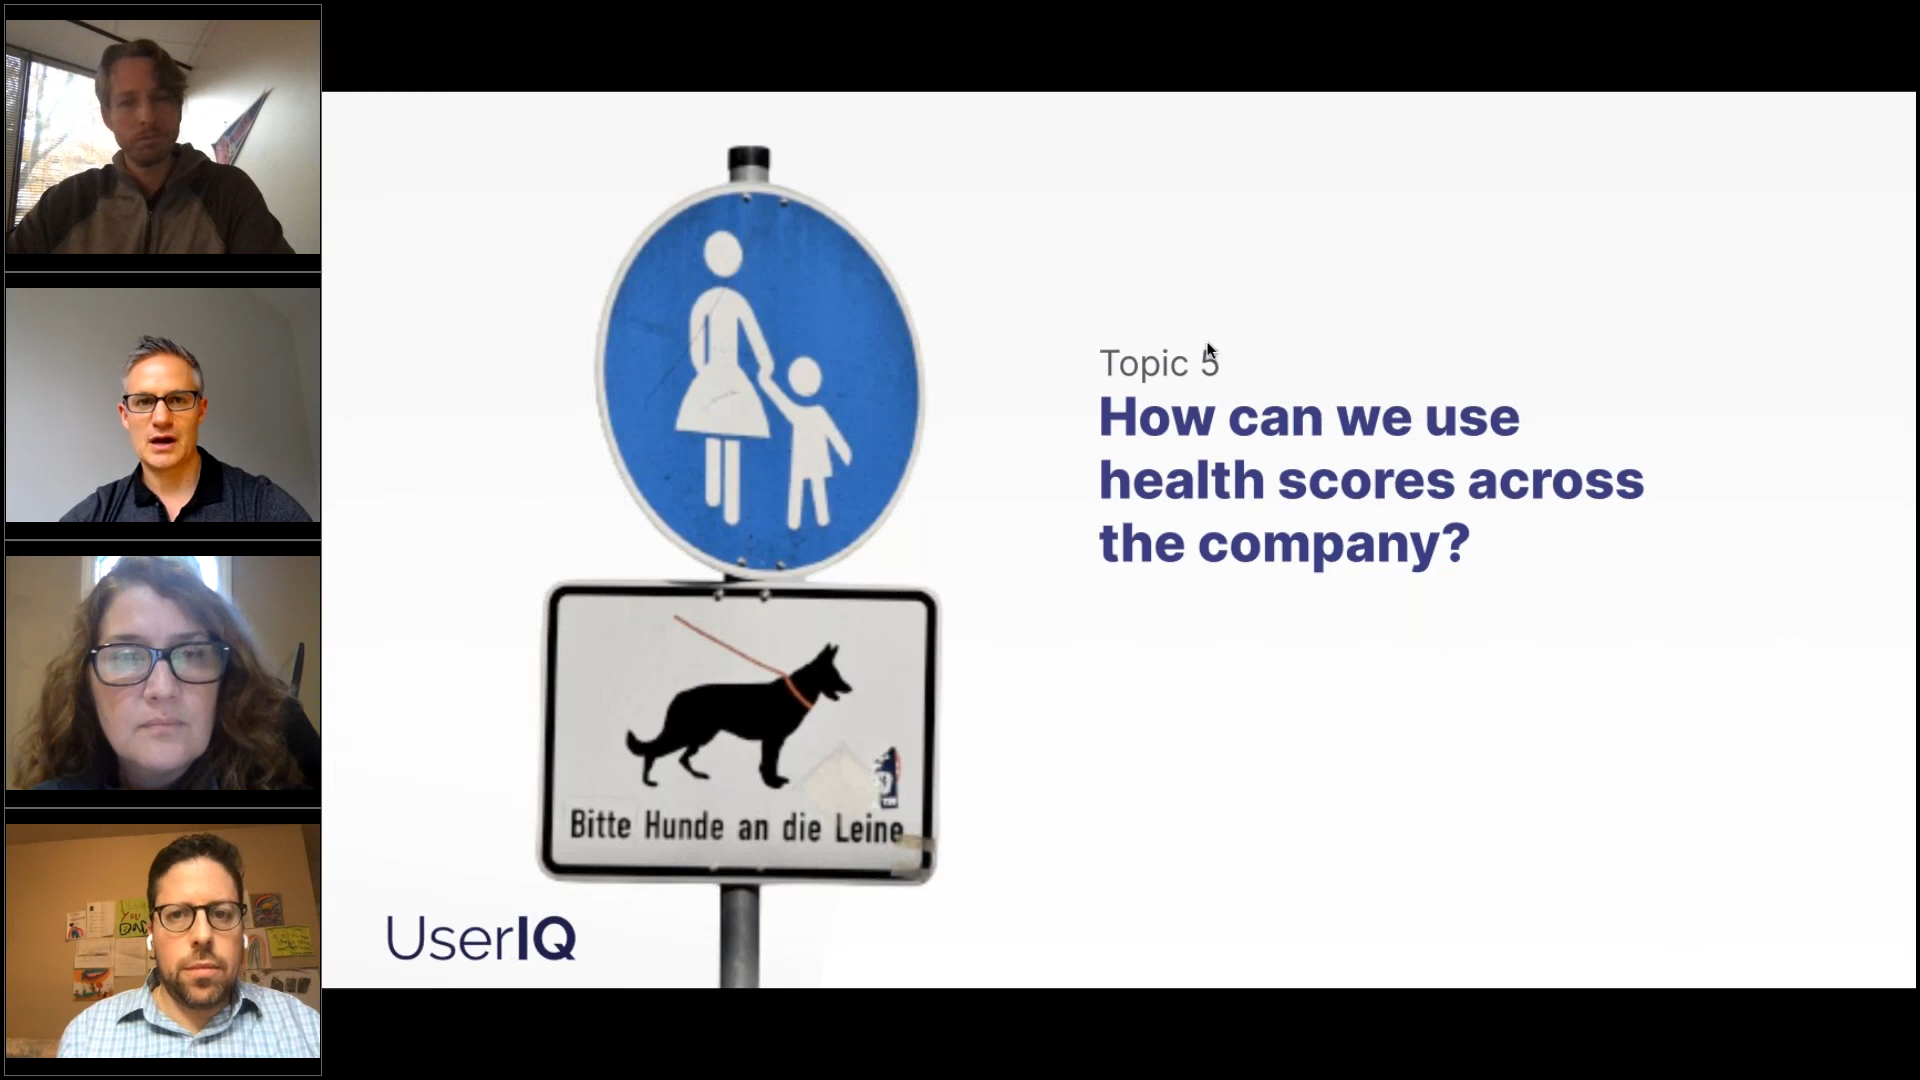 Topic 5
How can we use
health scores across
the company?
Bitte Hunde an die Leine
UserIQ